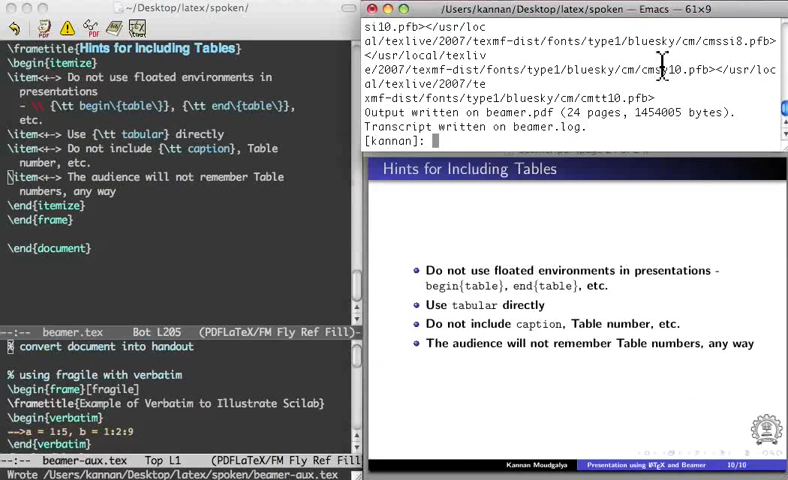 ~/Desktop/latex/spoken/
\frametitle{Hints for Including Tables}
\begin{itemize}
\item<+-> Do not use floated environments in
presentations
- \\ {\tt begin\{table\}}, {\tt end\{table\}},
etc.
\item<+-> Use {\tt tabular} directly
\item<+-> Do not include {\tt caption}, Table
number, etc.
\item<+-> The audience will not remember Table
numbers, any way
\end{itemize}
\end{frame}
\end{document}
--:-- beamer.tex Bot L205 (PDFLaTeX/FM Fly Ref Fill)-
% convert document into handout
% using fragile with verbatim
\begin{frame}[fragile]
\frametitle{Example of Verbatim to Illustrate Scilab}
\begin{verbatim}
-->a = 1:5, b = 1:2:9
\end{verbatim}
--:-- beamer-aux.tex Top L1 (PDFLaTeX/FM Fly Ref Fill)
Wrote /Users/kannan/Desktop/latex/spoken/beamer-aux.tex
~/Desktop/latex/spoken — Emacs — 61×9
si10.pfb></usr/loc
al/texlive/2007/texmf-dist/fonts/type1/bluesky/cm/cmssi8.pfb>
</usr/local/texliv
e/2007/texmf-dist/fonts/type1/bluesky/cm/cmsy10.pfb></usr/loc
al/texlive/2007/te
xmf-dist/fonts/type1/bluesky/cm/cmtt10.pfb>
Output written on beamer.pdf (24 pages, 1454005 bytes).
Transcript written on beamer.log.
[kannan]:
Hints for Including Tables
Do not use floated environments in presentations -
begin{table}, end{table}, etc.
Use tabular directly
Do not include caption, Table number, etc.
The audience will not remember Table numbers, any way
Kannan Moudgalya Presentation using LATEX and Beamer 10/10